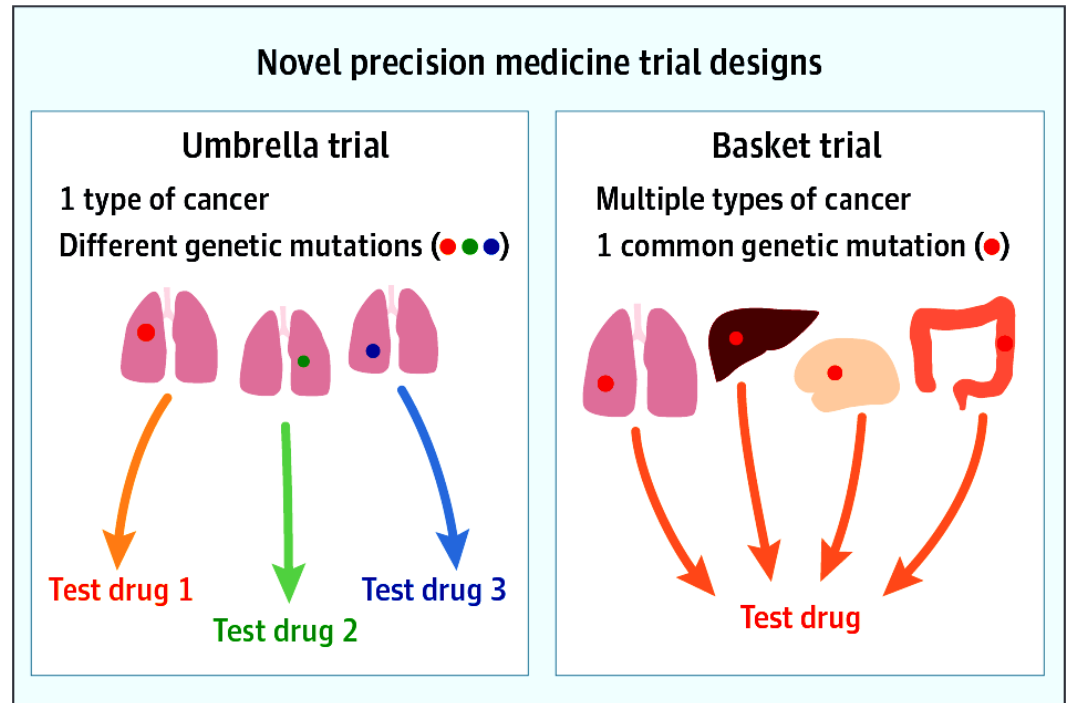 Novel precision medicine trial designs
Umbrella trial
1 type of cancer
Different genetic mutations (●●●)
Test drug 1
Test drug 2
Test drug 3
Basket trial
Multiple types of cancer
1 common genetic mutation (●)
Test drug